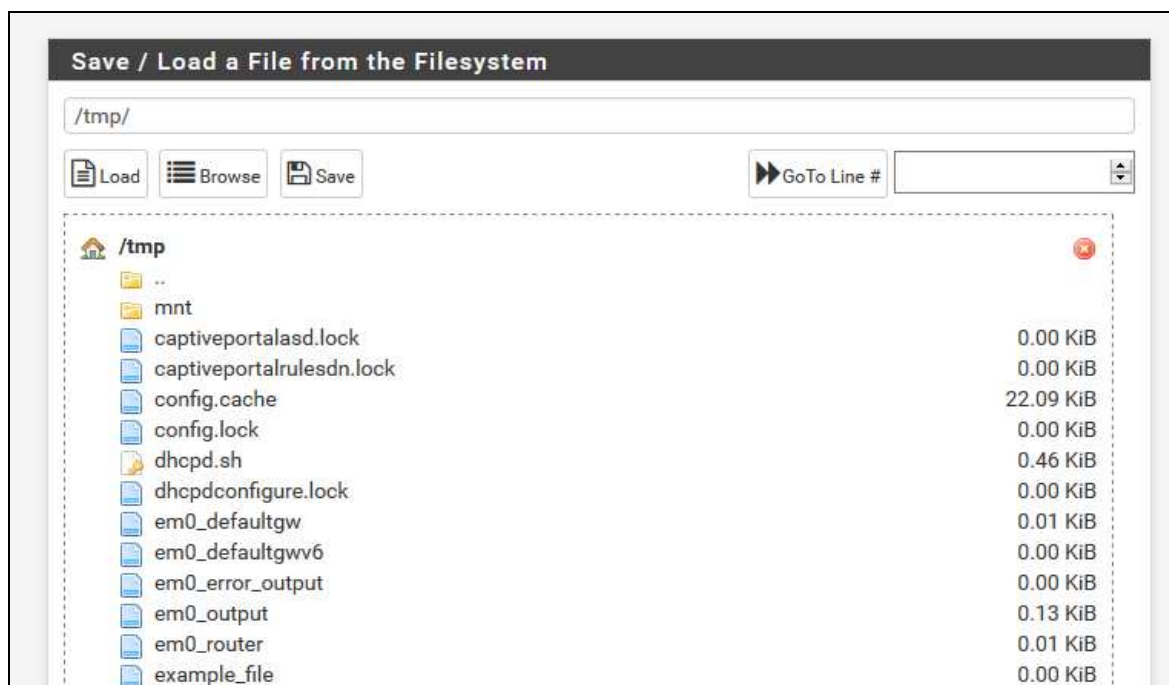 Save / Load a File from the Filesystem
/tmp/
Load Browse Save GoTo Line #
/tmp
..
mnt
captiveportalasd.lock 0.00 KiB
captiveportalrulesdn.lock 0.00 KiB
config.cache 22.09 KiB
config.lock 0.00 KiB
dhcpd.sh 0.46 KiB
dhcpdconfigure.lock 0.00 KiB
em0_defaultgw 0.01 KiB
em0_defaultgwv6 0.00 KiB
em0_error_output 0.00 KiB
em0_output 0.13 KiB
em0_router 0.01 KiB
example_file 0.00 KiB